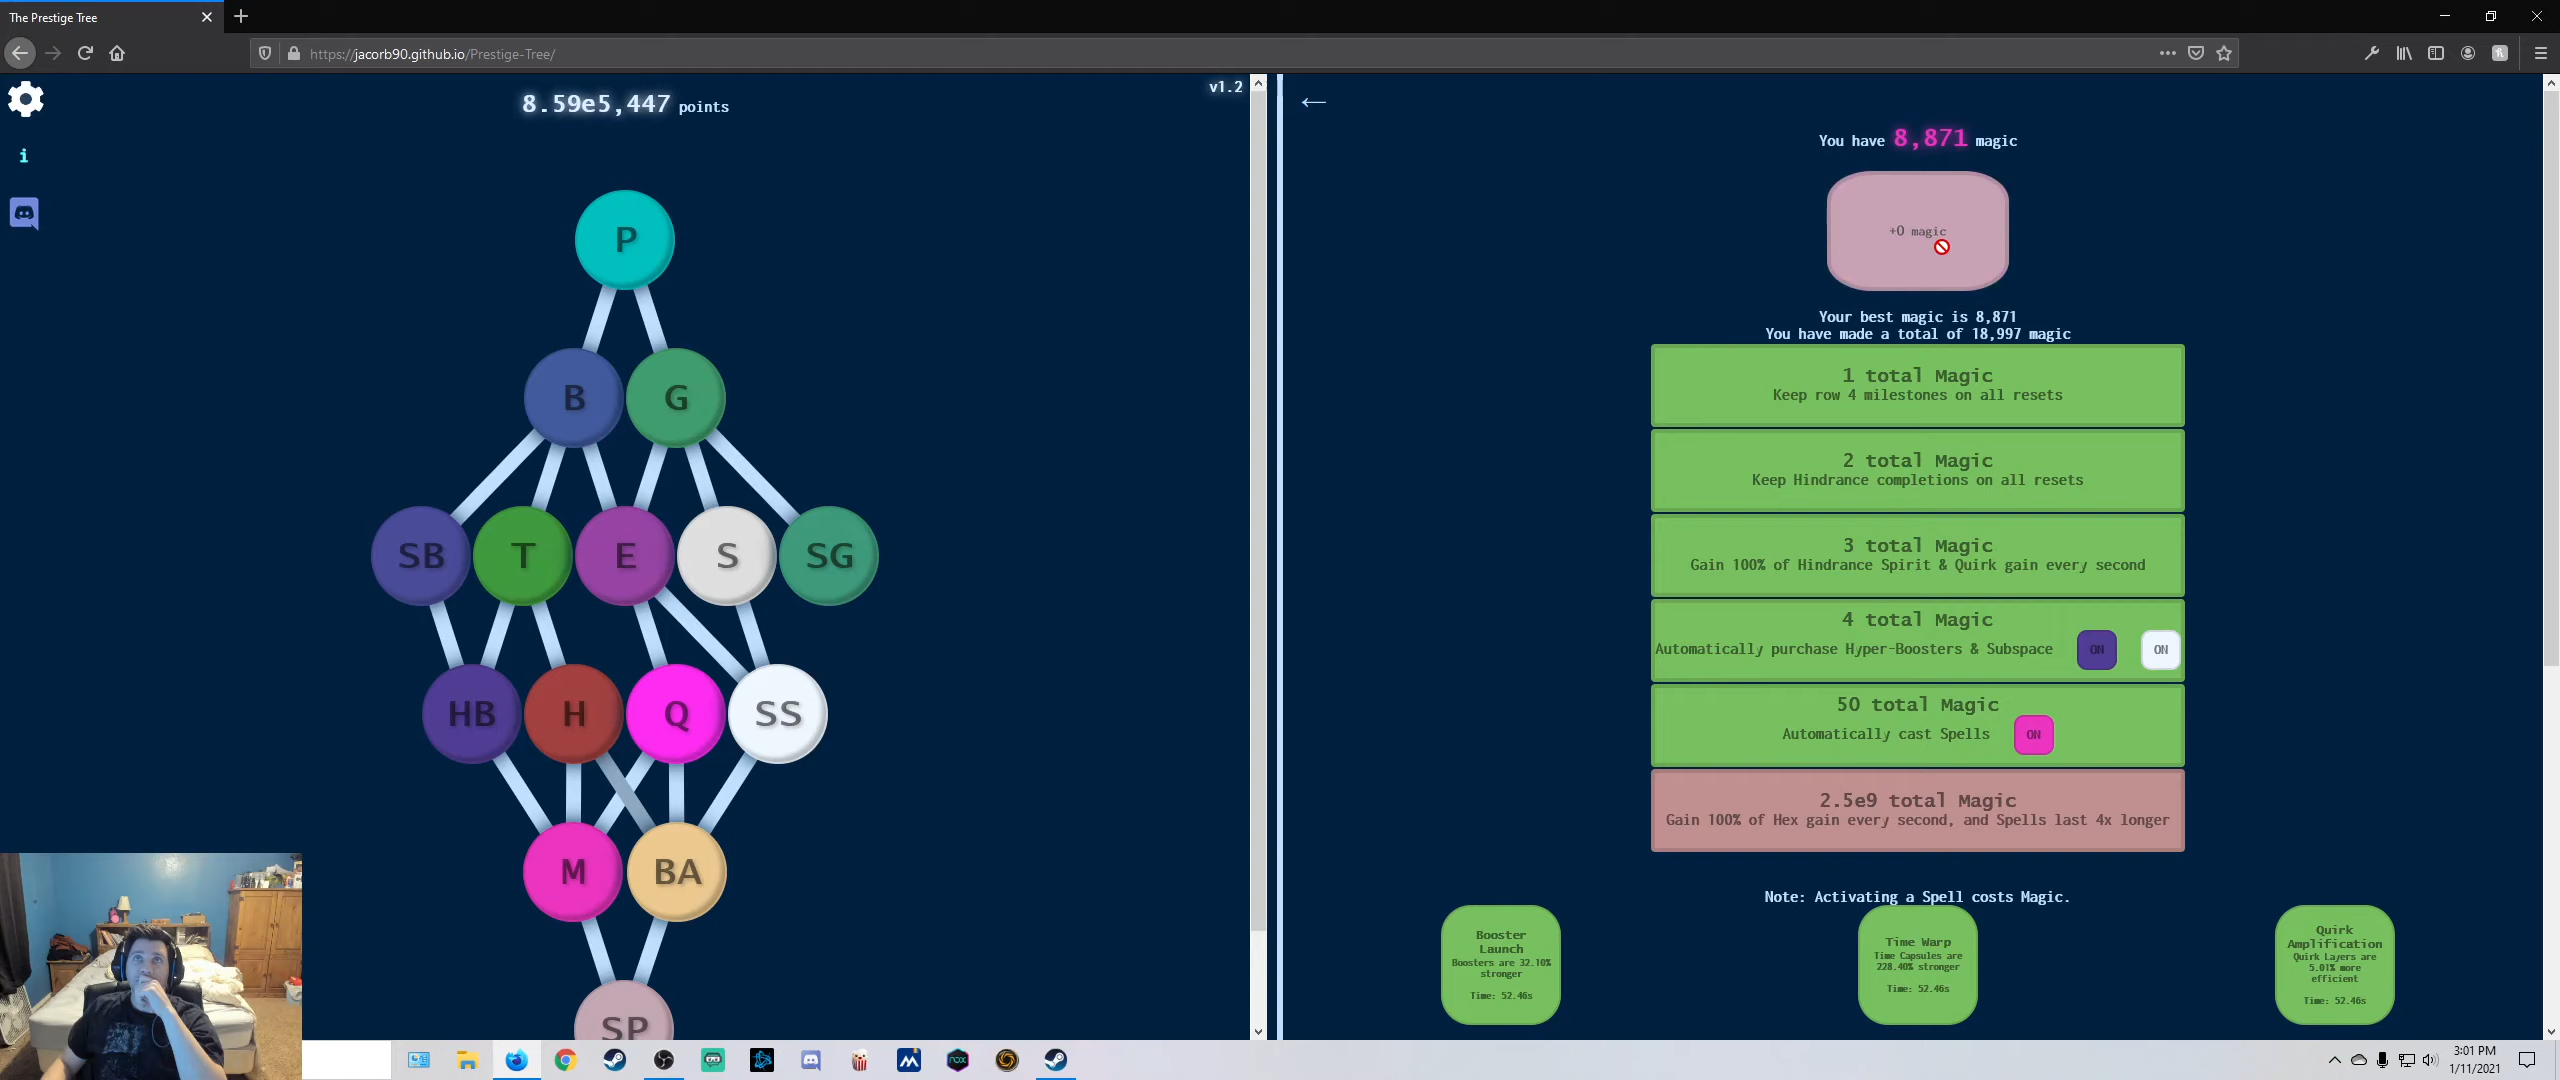 The Prestige Tree
https://jacorb90.github.io/Prestige-Tree/
8.59e5,447 points
v1.2
i
P
B
G
SB
T
E
S
SG
HB
H
Q
SS
M
BA
SP
You have 8,871 magic
+0 magic
Your best magic is 8,871
You have made a total of 18,997 magic
1 total Magic
Keep row 4 milestones on all resets
2 total Magic
Keep Hindrance completions on all resets
3 total Magic
Gain 100% of Hindrance Spirit & Quirk gain every second
4 total Magic
Automatically purchase Hyper-Boosters & Subspace
ON
ON
50 total Magic
Automatically cast Spells
ON
2.5e9 total Magic
Gain 100% of Hex gain every second, and Spells last 4x longer
Note: Activating a Spell costs Magic.
Booster
Launch
Boosters are 32.10%
stronger
Time: 52.46s
Time Warp
Time Capsules are
228.40% stronger
Time: 52.46s
Quirk
Amplification
Quirk Layers are
5.01% more
efficient
Time: 52.46s
nox
3:01 PM
1/11/2021